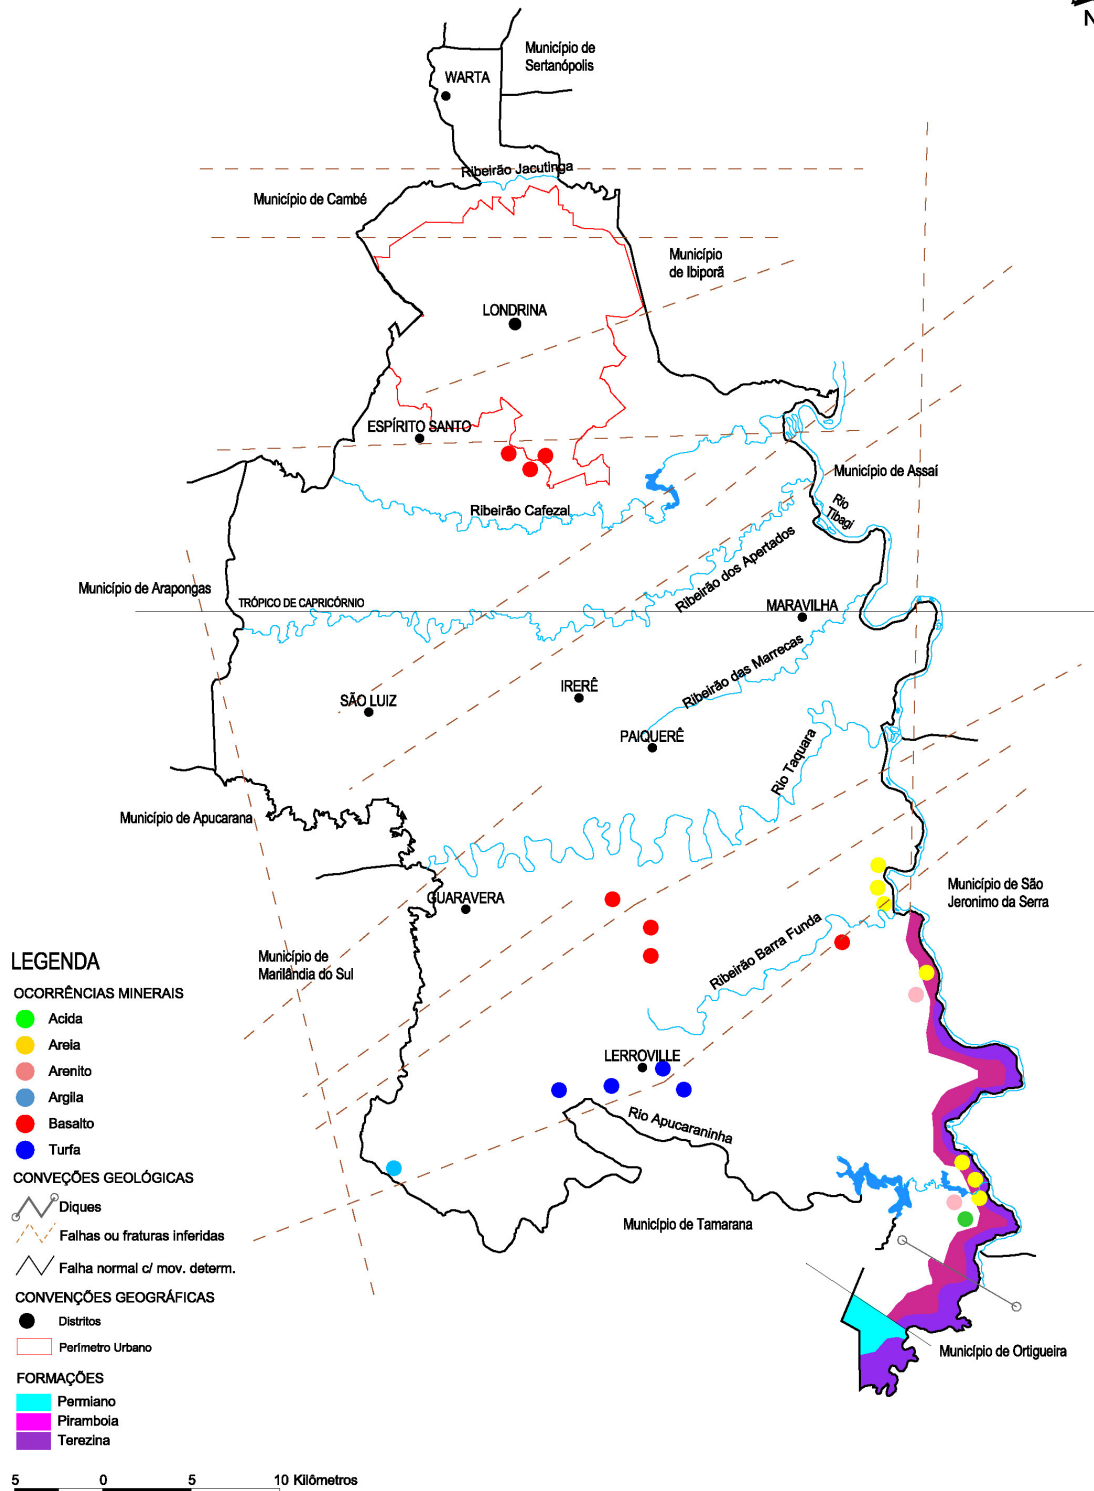 N
Município de
Sertanópolis
WARTA
Ribeirão Jacutinga
Município de Cambé
Município
de Ibiporã
LONDRINA
ESPÍRITO SANTO
Município de Assaí
Rio
Tibagi
Ribeirão Cafezal
Ribeirão dos Apertados
Município de Arapongas
TRÓPICO DE CAPRICÓRNIO
MARAVILHA
Ribeirão das Marrecas
IRERÊ
SÃO LUIZ
PAIQUERÊ
Rio Taquara
Município de Apucarana
GUARAVERA
Município de São
Jeronimo da Serra
Ribeirão Barra Funda
Município de
Marilândia do Sul
LERROVILLE
Rio Apucaraninha
Município de Tamarana
Município de Ortigueira
LEGENDA
OCORRÊNCIAS MINERAIS
Acida
Areia
Arenito
Argila
Basalto
Turfa
CONVEÇÕES GEOLÓGICAS
Diques
Falhas ou fraturas inferidas
Falha normal c/ mov. determ.
CONVENÇÕES GEOGRÁFICAS
Distritos
Perímetro Urbano
FORMAÇÕES
Permiano
Piramboia
Terezina
5 0 5 10 Kilômetros